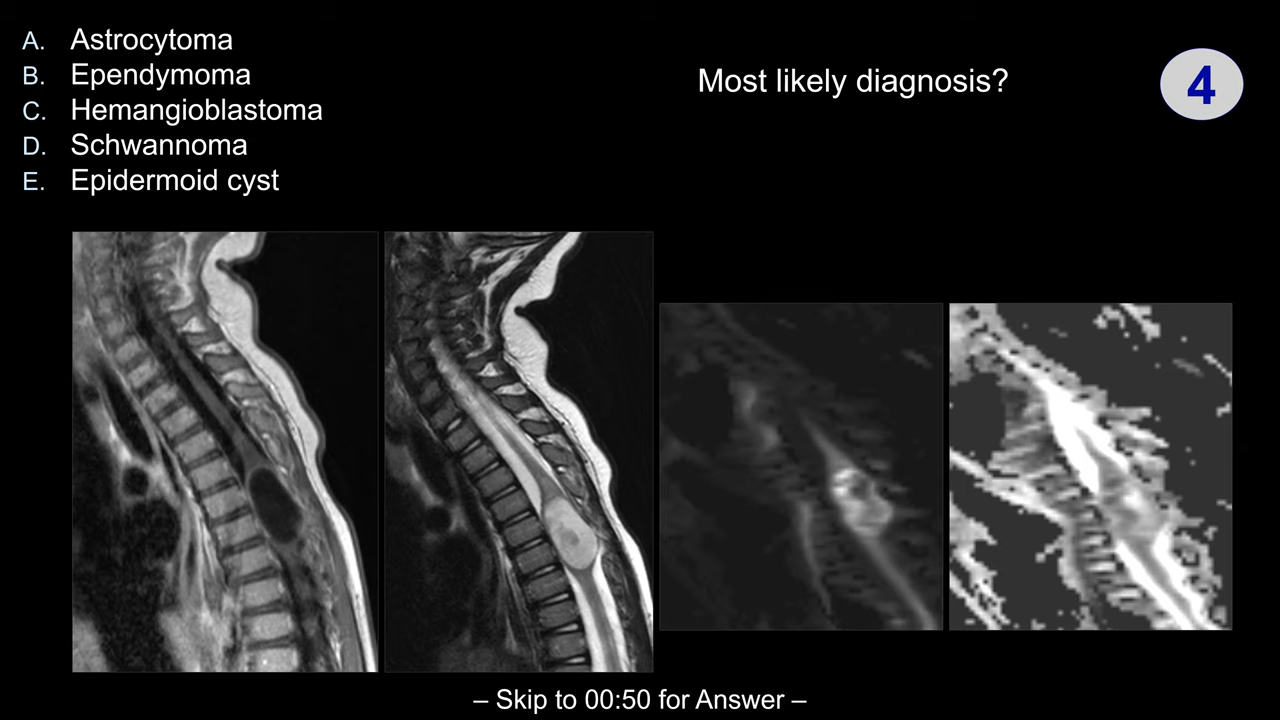 A. Astrocytoma
B. Ependymoma
C. Hemangioblastoma
D. Schwannoma
E. Epidermoid cyst
Most likely diagnosis?
4
– Skip to 00:50 for Answer –